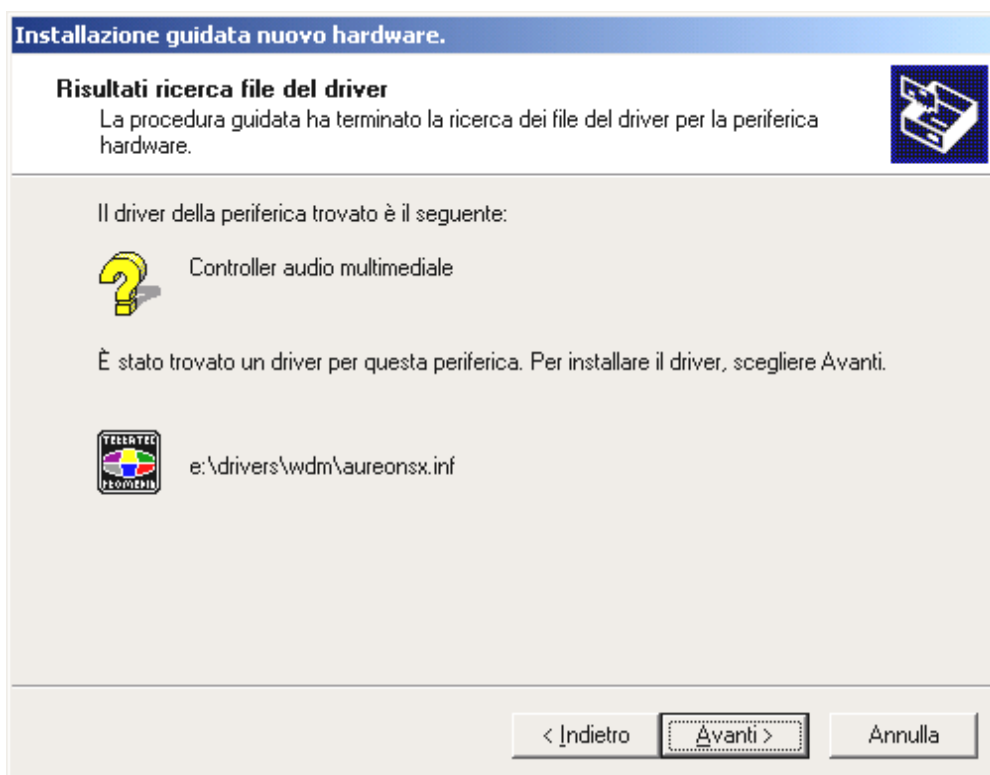 Installazione guidata nuovo hardware.
Risultati ricerca file del driver
La procedura guidata ha terminato la ricerca dei file del driver per la periferica
hardware.
Il driver della periferica trovato è il seguente:
Controller audio multimediale
È stato trovato un driver per questa periferica. Per installare il driver, scegliere Avanti.
TERRATEC
PROMEDIA
e:\drivers\wdm\aureonsx.inf
< Indietro
Avanti >
Annulla